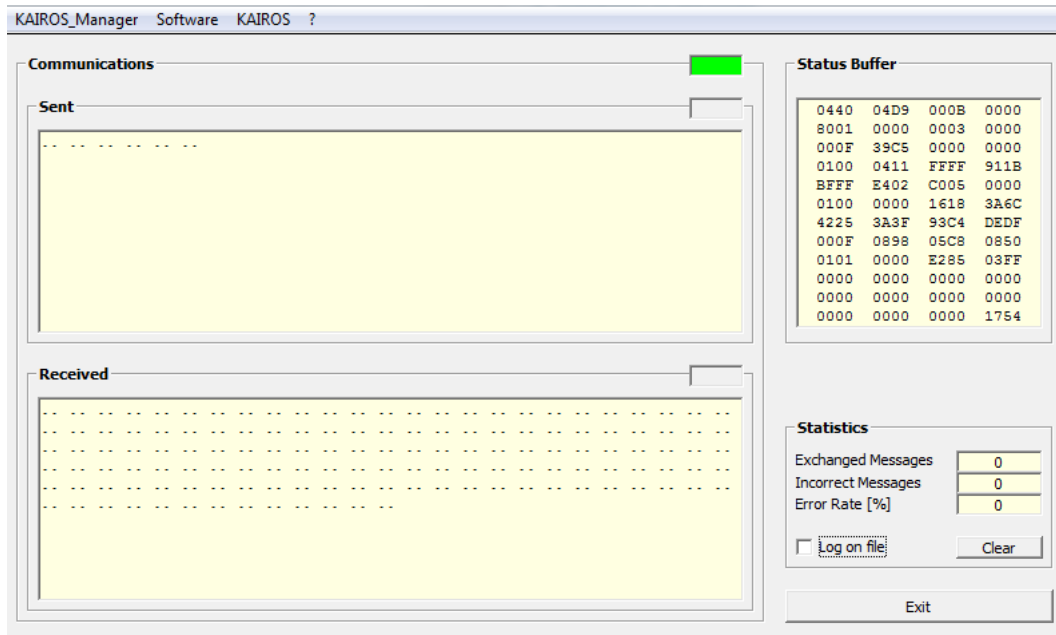 KAIROS_Manager Software KAIROS ?
Communications
Sent
-- -- -- -- -- --
Received
-- -- -- -- -- -- -- -- -- -- -- -- -- -- -- -- -- -- -- -- -- -- -- -- --
-- -- -- -- -- -- -- -- -- -- -- -- -- -- -- -- -- -- -- -- -- -- -- -- --
-- -- -- -- -- -- -- -- -- -- -- -- -- -- -- -- -- -- -- -- -- -- -- -- --
-- -- -- -- -- -- -- -- -- -- -- -- -- -- -- -- -- -- -- -- -- -- -- -- --
-- -- -- -- -- -- -- -- -- -- -- -- -- -- -- -- -- -- -- -- -- -- -- -- --
-- -- -- -- -- -- -- -- -- -- -- -- --
Status Buffer
0440 04D9 000B 0000
8001 0000 0003 0000
000F 39C5 0000 0000
0100 0411 FFFF 911B
BFFF E402 C005 0000
0100 0000 1618 3A6C
4225 3A3F 93C4 DEDF
000F 0898 05C8 0850
0101 0000 E285 03FF
0000 0000 0000 0000
0000 0000 0000 0000
0000 0000 0000 1754
Statistics
Exchanged Messages 0
Incorrect Messages 0
Error Rate [%] 0
Log on file Clear
Exit